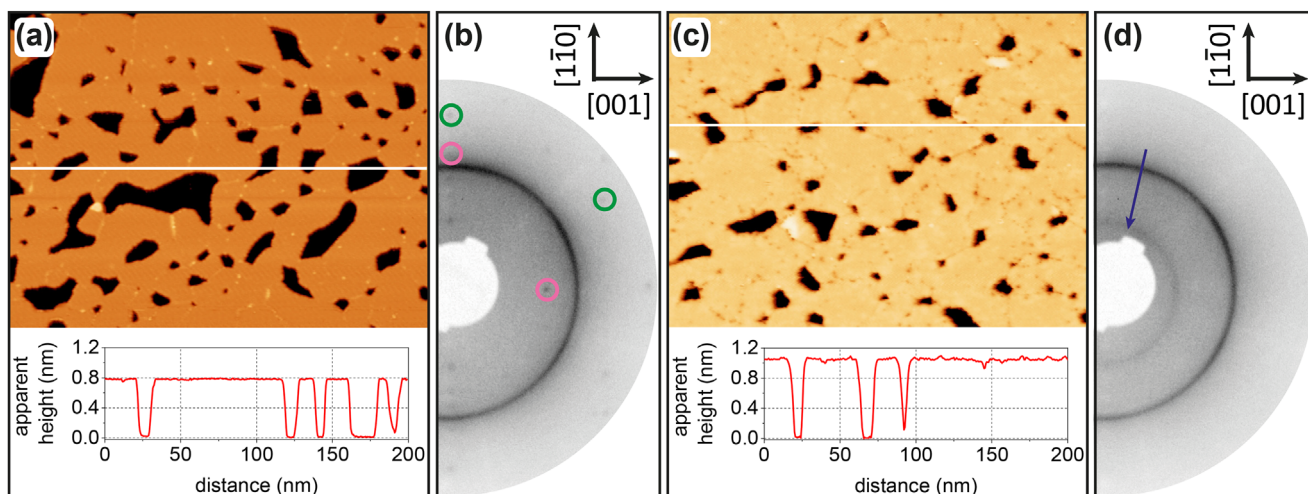 (a)
apparent
height (nm)
1.2
0.8
0.4
0.0
0 50 100 150 200
distance (nm)
(b)
[11̄0]
[001]
(c)
apparent
height (nm)
1.2
0.8
0.4
0.0
0 50 100 150 200
distance (nm)
(d)
[11̄0]
[001]